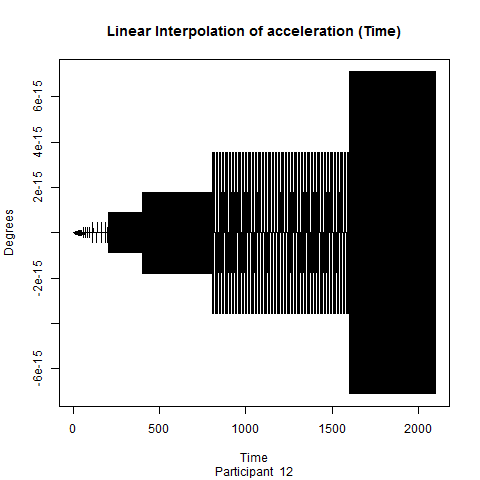 Linear Interpolation of acceleration (Time)
Degrees
6e-15
4e-15
2e-15
-2e-15
-6e-15
0
500
1000
1500
2000
Time
Participant 12